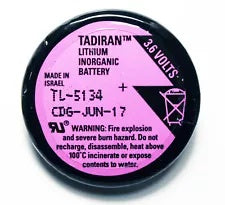 TADIRAN™
LITHIUM
INORGANIC
BATTERY
3.6 VOLTS
MADE IN
ISRAEL
+
TL-5134
CDG-JUN-17
WARNING: Fire explosion
and severe burn hazard. Do not
recharge, disassemble, heat above
100°C incinerate or expose
contents to water.